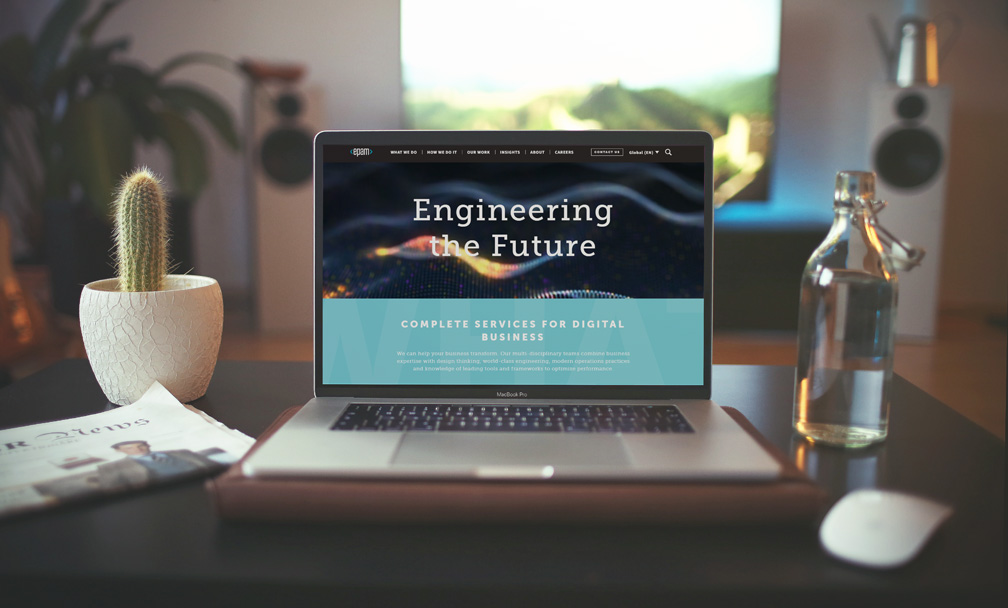 <epam>
WHAT WE DO | HOW WE DO IT | OUR WORK | INSIGHTS | ABOUT | CAREERS
CONTACT US
Global (EN)
Engineering
the Future
COMPLETE SERVICES FOR DIGITAL
BUSINESS
We can help your business transform. Our multi-disciplinary teams combine business
expertise with design thinking, world-class engineering, modern operations practices
and knowledge of leading tools and frameworks to optimize performance.
MacBook Pro
R News